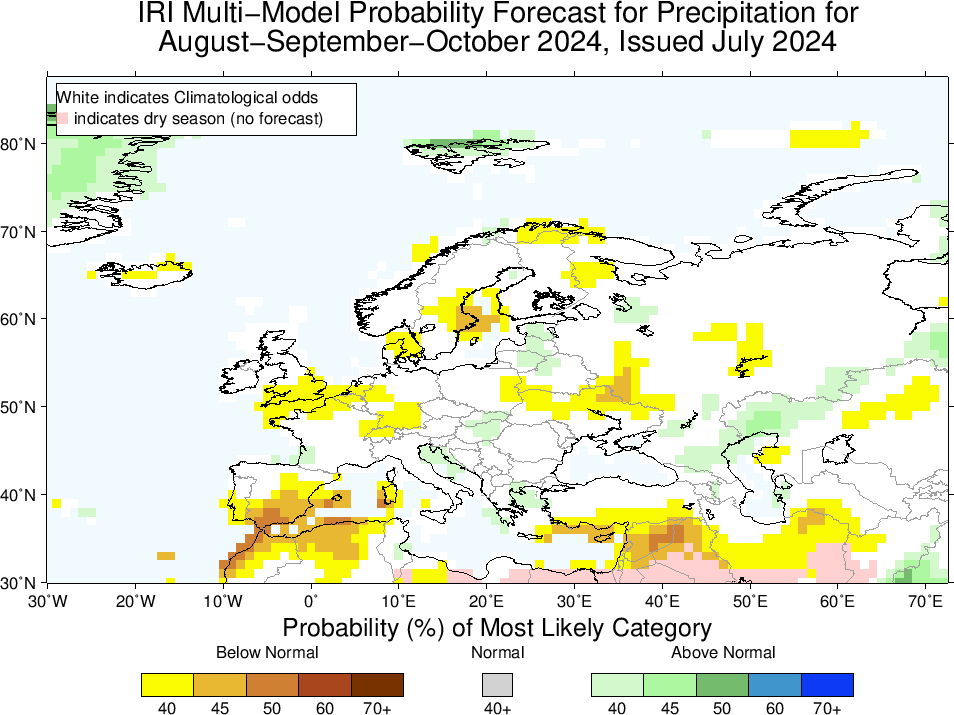 IRI Multi−Model Probability Forecast for Precipitation for
August−September−October 2024, Issued July 2024
White indicates Climatological odds
indicates dry season (no forecast)
80˚N
70˚N
60˚N
50˚N
40˚N
30˚N
30˚W 20˚W 10˚W 0˚ 10˚E 20˚E 30˚E 40˚E 50˚E 60˚E 70˚E
Probability (%) of Most Likely Category
Below Normal Normal Above Normal
40 45 50 60 70+ 40+ 40 45 50 60 70+